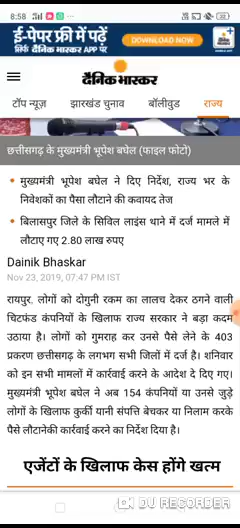 8:58
22
ई-पेपर फ्री में पढ़ें
सिर्फ दैनिक भास्कर APP पर
DOWNLOAD NOW
दैनिक भास्कर
टॉप न्यूज़ झारखंड चुनाव बॉलीवुड राज्य
छत्तीसगढ़ के मुख्यमंत्री भूपेश बघेल (फाइल फोटो)
मुख्यमंत्री भूपेश बघेल ने दिए निर्देश, राज्य भर के
निवेशकों का पैसा लौटाने की कवायद तेज
बिलासपुर जिले के सिविल लाइंस थाने में दर्ज मामले में
लौटाए गए 2.80 लाख रुपए
Dainik Bhaskar
Nov 23, 2019, 07:47 PM IST
रायपुर. लोगों को दोगुनी रकम का लालच देकर ठगने वाली
चिटफंड कंपनियों के खिलाफ राज्य सरकार ने बड़ा कदम
उठाया है। लोगों को गुमराह कर उनसे पैसे लेने के 403
प्रकरण छत्तीसगढ़ के लगभग सभी जिलों में दर्ज है। शनिवार
को इन सभी मामलों में कार्रवाई करने के आदेश दे दिए गए।
मुख्यमंत्री भूपेश बघेल ने अब 154 कंपनियों या उनसे जुड़े
लोगों के खिलाफ कुर्की यानी संपत्ति बेचकर या निलाम करके
पैसे लौटानेकी कार्रवाई करने का निर्देश दिया है।
एजेंटों के खिलाफ केस होंगे खत्म
DU RECORDER